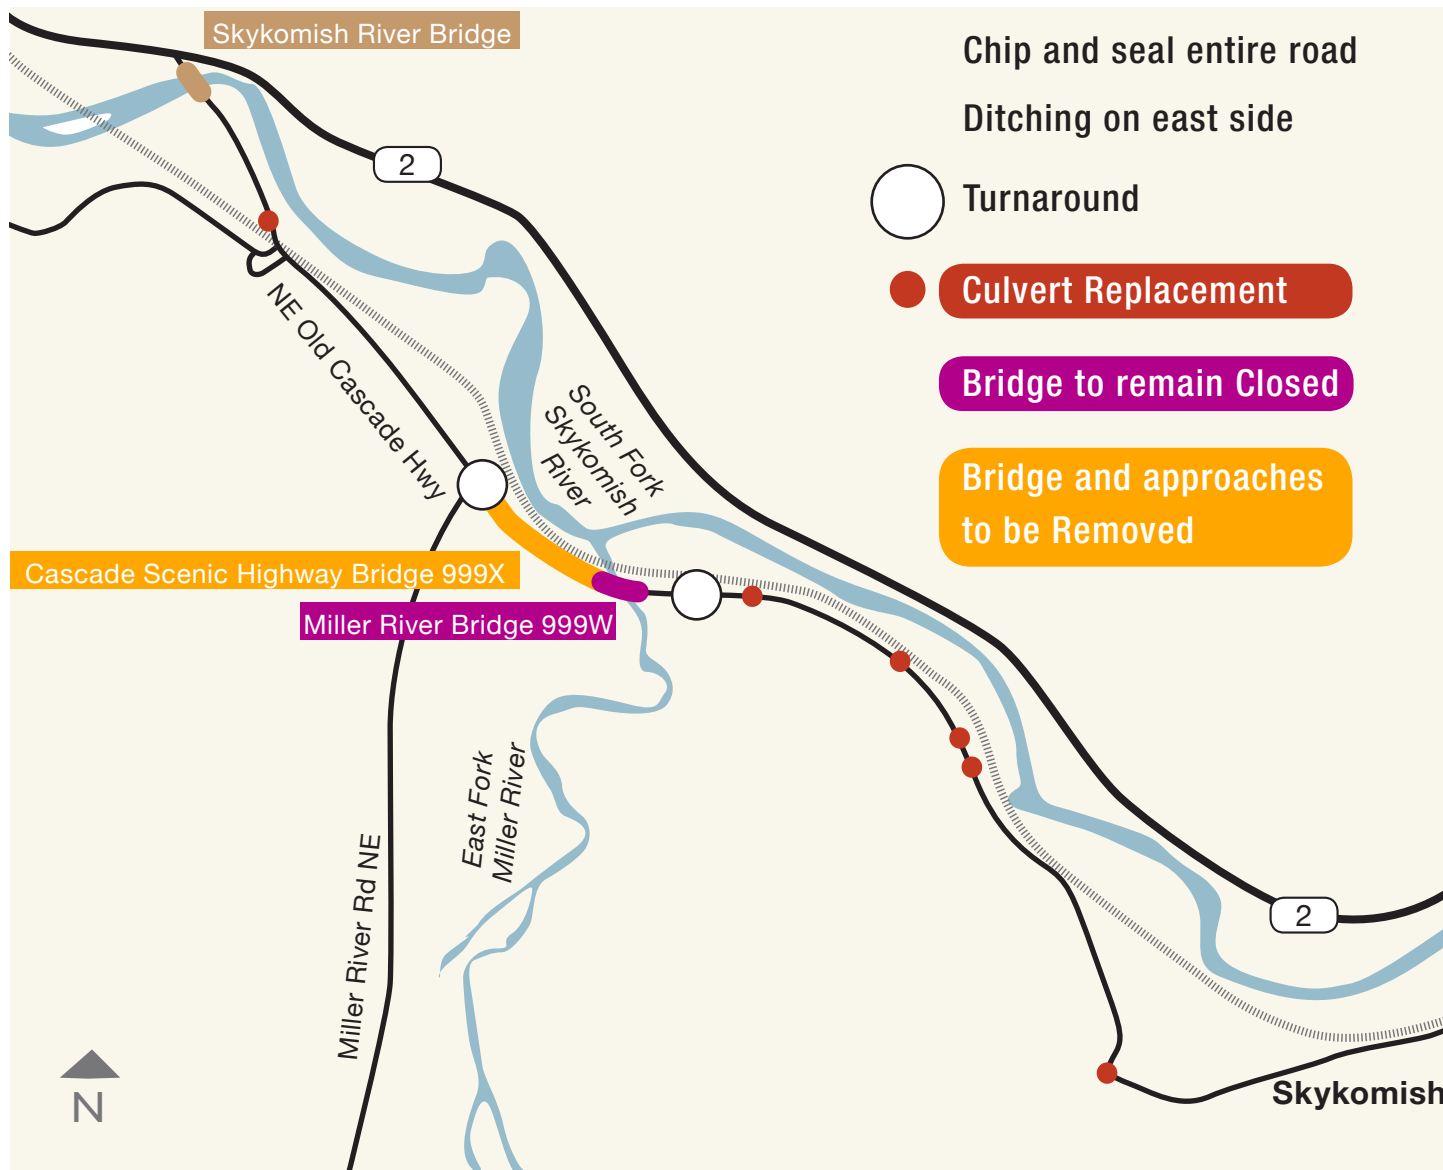 Skykomish River Bridge
Chip and seal entire road
Ditching on east side
2
Turnaround
Culvert Replacement
NE Old Cascade Hwy
Bridge to remain Closed
South Fork
Skykomish
River
Bridge and approaches
to be Removed
Cascade Scenic Highway Bridge 999X
Miller River Bridge 999W
East Fork
Miller River
Miller River Rd NE
2
N
Skykomish